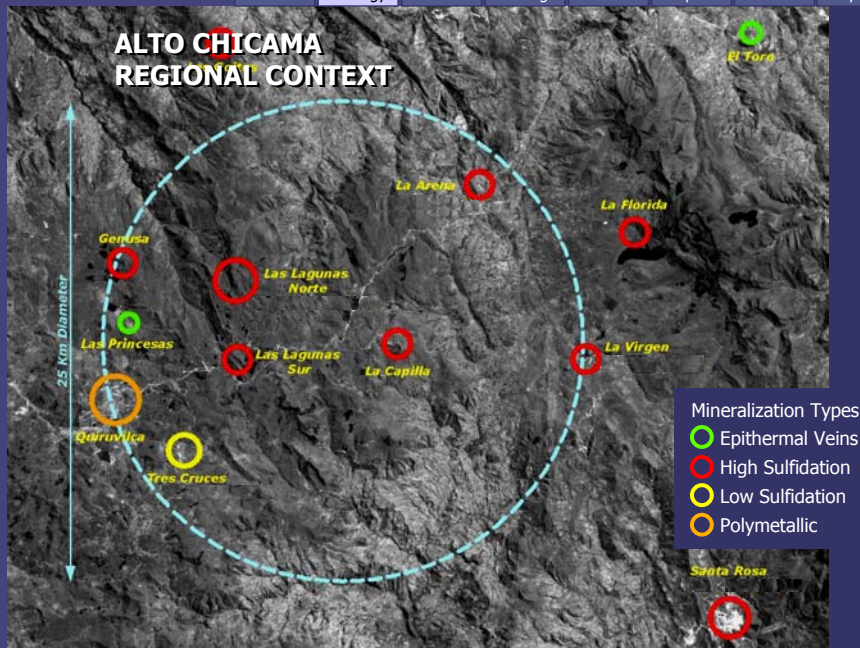 ALTO CHICAMA
REGIONAL CONTEXT
El Toro
La Arena
La Florida
Genusa
Las Lagunas
Norte
25 Km Diameter
Las Princesas
Las Lagunas
Sur
La Capilla
La Virgen
Quiruvilca
Tres Cruces
Mineralization Types
Epithermal Veins
High Sulfidation
Low Sulfidation
Polymetallic
Santa Rosa